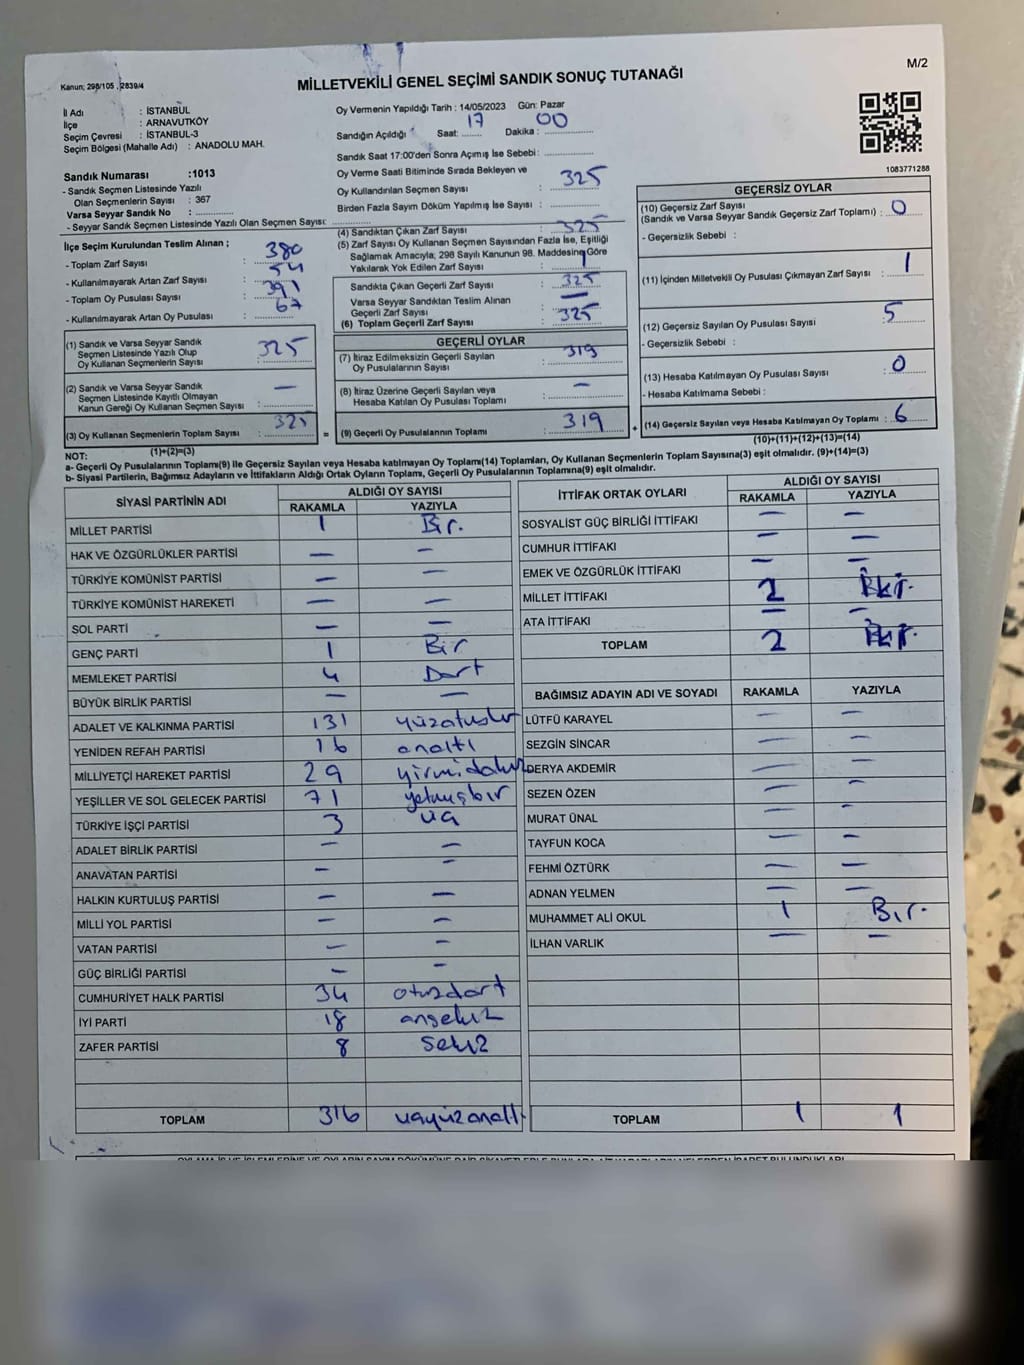 M/2
Kanun; 298/105 , 2839/4
MİLLETVEKİLİ GENEL SEÇİMİ SANDIK SONUÇ TUTANAĞI
İl Adı : İSTANBUL
İlçe : ARNAVUTKÖY
Seçim Çevresi : İSTANBUL-3
Seçim Bölgesi (Mahalle Adı) : ANADOLU MAH.
Sandık Numarası :1013
- Sandık Seçmen Listesinde Yazılı
Olan Seçmenlerin Sayısı : 367
Varsa Seyyar Sandık No : ..............
- Seyyar Sandık Seçmen Listesinde Yazılı Olan Seçmen Sayısı: ..............
İlçe Seçim Kurulundan Teslim Alınan ;
- Toplam Zarf Sayısı : 380
- Kullanılmayarak Artan Zarf Sayısı : 54
- Toplam Oy Pusulası Sayısı : 391
- Kullanılmayarak Artan Oy Pusulası : 67
(1) Sandık ve Varsa Seyyar Sandık
Seçmen Listesinde Yazılı Olup
Oy Kullanan Seçmenlerin Sayısı : 325
(2) Sandık ve Varsa Seyyar Sandık
Seçmen Listesinde Kayıtlı Olmayan
Kanun Gereği Oy Kullanan Seçmen Sayısı : —
(3) Oy Kullanan Seçmenlerin Toplam Sayısı : 325
(1)+(2)=(3)
Oy Vermenin Yapıldığı Tarih : 14/05/2023 Gün: Pazar
Sandığın Açıldığı Saat: 17 Dakika : 00
Sandık Saat 17:00'den Sonra Açımış İse Sebebi: ..............
Oy Verme Saati Bitiminde Sırada Bekleyen ve
Oy Kullandırılan Seçmen Sayısı : 325
Birden Fazla Sayım Döküm Yapılmış İse Sayısı : ..............
(4) Sandıktan Çıkan Zarf Sayısı : 325
(5) Zarf Sayısı Oy Kullanan Seçmen Sayısından Fazla İse, Eşitliği
Sağlamak Amacıyla; 298 Sayılı Kanunun 98. Maddesine Göre
Yakılarak Yok Edilen Zarf Sayısı :
Sandıkta Çıkan Geçerli Zarf Sayısı : 325
Varsa Seyyar Sandıktan Teslim Alınan
Geçerli Zarf Sayısı : —
(6) Toplam Geçerli Zarf Sayısı : 325
GEÇERLİ OYLAR
(7) İtiraz Edilmeksizin Geçerli Sayılan
Oy Pusulalarının Sayısı : 319
(8) İtiraz Üzerine Geçerli Sayılan veya
Hesaba Katılan Oy Pusulası Toplamı : —
= (9) Geçerli Oy Pusulalarının Toplamı : 319
1083771288
GEÇERSİZ OYLAR
(10) Geçersiz Zarf Sayısı
(Sandık ve Varsa Seyyar Sandık Geçersiz Zarf Toplamı) : 0
- Geçersizlik Sebebi :
(11) İçinden Milletvekili Oy Pusulası Çıkmayan Zarf Sayısı : 1
(12) Geçersiz Sayılan Oy Pusulası Sayısı : 5
- Geçersizlik Sebebi :
(13) Hesaba Katılmayan Oy Pusulası Sayısı : 0
- Hesaba Katılmama Sebebi :
+ (14) Geçersiz Sayılan veya Hesaba Katılmayan Oy Toplamı : 6
(10)+(11)+(12)+(13)=(14)
NOT:
a- Geçerli Oy Pusulalarının Toplamı(9) ile Geçersiz Sayılan veya Hesaba katılmayan Oy Toplamı(14) Toplamları, Oy Kullanan Seçmenlerin Toplam Sayısına(3) eşit olmalıdır. (9)+(14)=(3)
b- Siyasi Partilerin, Bağımsız Adayların ve İttifakların Aldığı Ortak Oyların Toplamı, Geçerli Oy Pusulalarının Toplamına(9) eşit olmalıdır.
SİYASİ PARTİNİN ADI ALDIĞI OY SAYISI
RAKAMLA YAZIYLA
MİLLET PARTİSİ 1 Bir.
HAK VE ÖZGÜRLÜKLER PARTİSİ — —
TÜRKİYE KOMÜNİST PARTİSİ — —
TÜRKİYE KOMÜNİST HAREKETİ — —
SOL PARTİ — —
GENÇ PARTİ 1 Bir
MEMLEKET PARTİSİ 4 Dört
BÜYÜK BİRLİK PARTİSİ — —
ADALET VE KALKINMA PARTİSİ 131
YENİDEN REFAH PARTİSİ 16 onaltı
MİLLİYETÇİ HAREKET PARTİSİ 29 yirmidokuz
YEŞİLLER VE SOL GELECEK PARTİSİ 71 yetmişbir
TÜRKİYE İŞÇİ PARTİSİ 3 üç
ADALET BİRLİK PARTİSİ — —
ANAVATAN PARTİSİ — —
HALKIN KURTULUŞ PARTİSİ — —
MİLLİ YOL PARTİSİ — —
VATAN PARTİSİ — —
GÜÇ BİRLİĞİ PARTİSİ — —
CUMHURİYET HALK PARTİSİ 34 otuzdört
İYİ PARTİ 18 onsekiz
ZAFER PARTİSİ 8 sekiz
TOPLAM 316 üçyüzonaltı
İTTİFAK ORTAK OYLARI ALDIĞI OY SAYISI
RAKAMLA YAZIYLA
SOSYALİST GÜÇ BİRLİĞİ İTTİFAKI — —
CUMHUR İTTİFAKI — —
EMEK VE ÖZGÜRLÜK İTTİFAKI — —
MİLLET İTTİFAKI 2 İki.
ATA İTTİFAKI — —
TOPLAM 2 İki.
BAĞIMSIZ ADAYIN ADI VE SOYADI RAKAMLA YAZIYLA
LÜTFÜ KARAYEL — —
SEZGİN SİNCAR — —
DERYA AKDEMİR — —
SEZEN ÖZEN — —
MURAT ÜNAL — —
TAYFUN KOCA — —
FEHMİ ÖZTÜRK — —
ADNAN YELMEN — —
MUHAMMET ALİ OKUL 1 Bir.
İLHAN VARLIK — —
TOPLAM 1 1